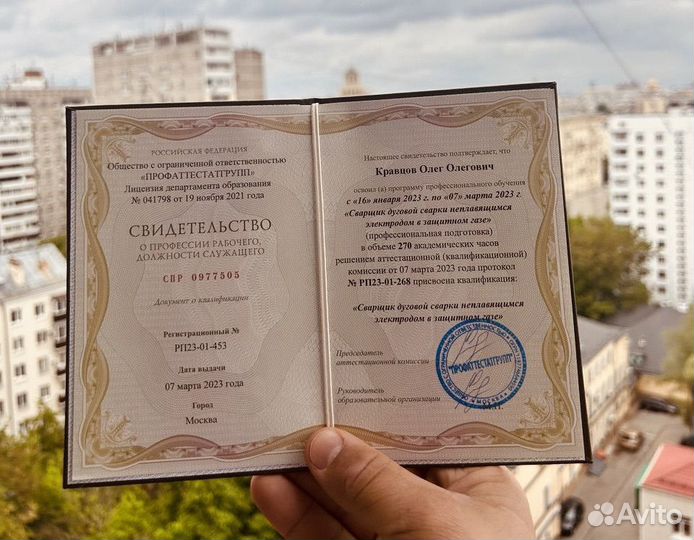 РОССИЙСКАЯ ФЕДЕРАЦИЯ
Общество с ограниченной ответственностью
«ПРОФАТТЕСТАТГРУПП»
Лицензия департамента образования
№ 041798 от 19 ноября 2021 года
СВИДЕТЕЛЬСТВО
О ПРОФЕССИИ РАБОЧЕГО,
ДОЛЖНОСТИ СЛУЖАЩЕГО
СПР 0977505
Документ о квалификации
Регистрационный №
РП23-01-453
Дата выдачи
07 марта 2023 года
Город
Москва
Настоящее свидетельство подтверждает, что
Кравцов Олег Олегович
освоил (а) программу профессионального обучения
с «16» января 2023 г. по «07» марта 2023 г.
«Сварщик дуговой сварки неплавящимся
электродом в защитном газе»
(профессиональная подготовка)
в объеме 270 академических часов
решением аттестационной (квалификационной)
комиссии от 07 марта 2023 года протокол
№ РП23-01-268 присвоена квалификация:
«Сварщик дуговой сварки неплавящимся
электродом в защитном газе»
Председатель
аттестационной комиссии
Руководитель
образовательной организации
"ПРОФАТТЕСТАТГРУПП"
М.П.
Avito